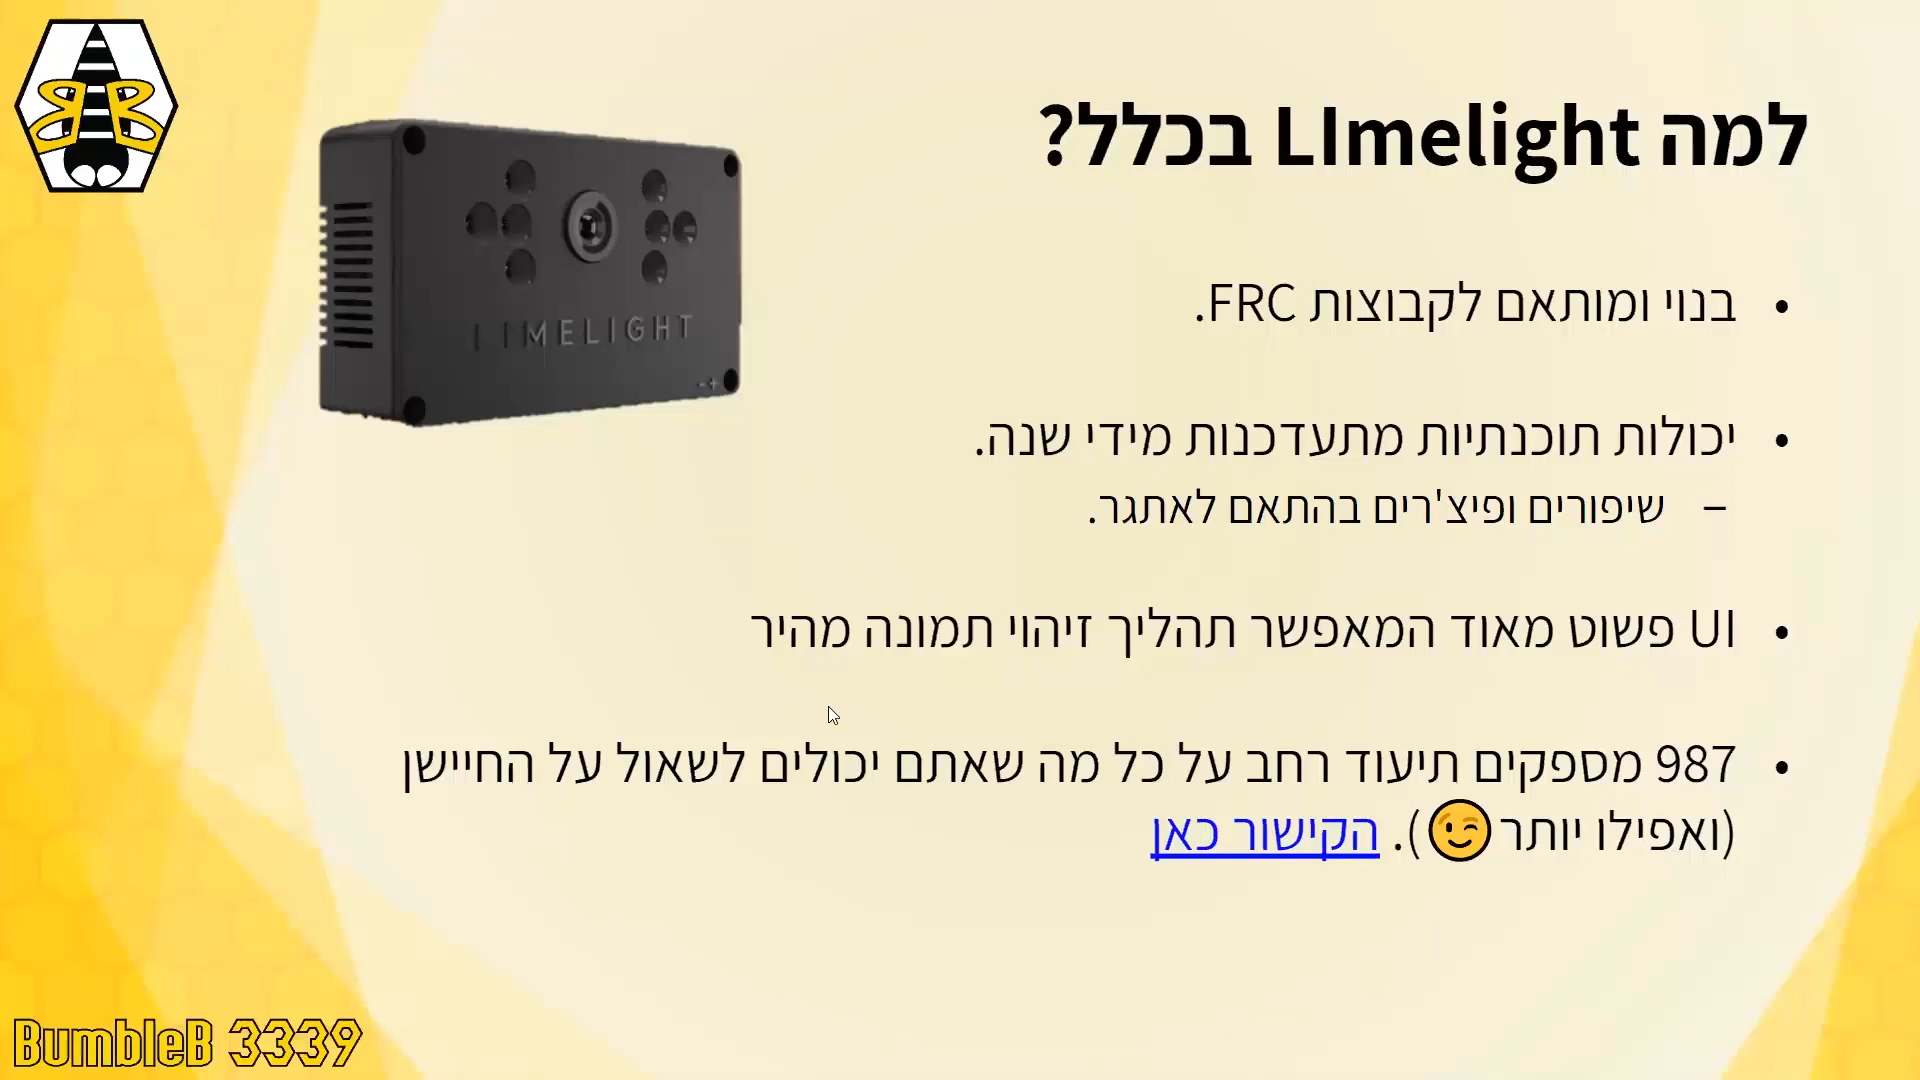 למה LImelight בכלל?
LIMELIGHT
• בנוי ומותאם לקבוצות FRC.
• יכולות תוכנתיות מתעדכנות מידי שנה.
– שיפורים ופיצ'רים בהתאם לאתגר.
• UI פשוט מאוד המאפשר תהליך זיהוי תמונה מהיר
• 987 מספקים תיעוד רחב על כל מה שאתם יכולים לשאול על החיישן
(ואפילו יותר😉). הקישור כאן
BumbleB 3339